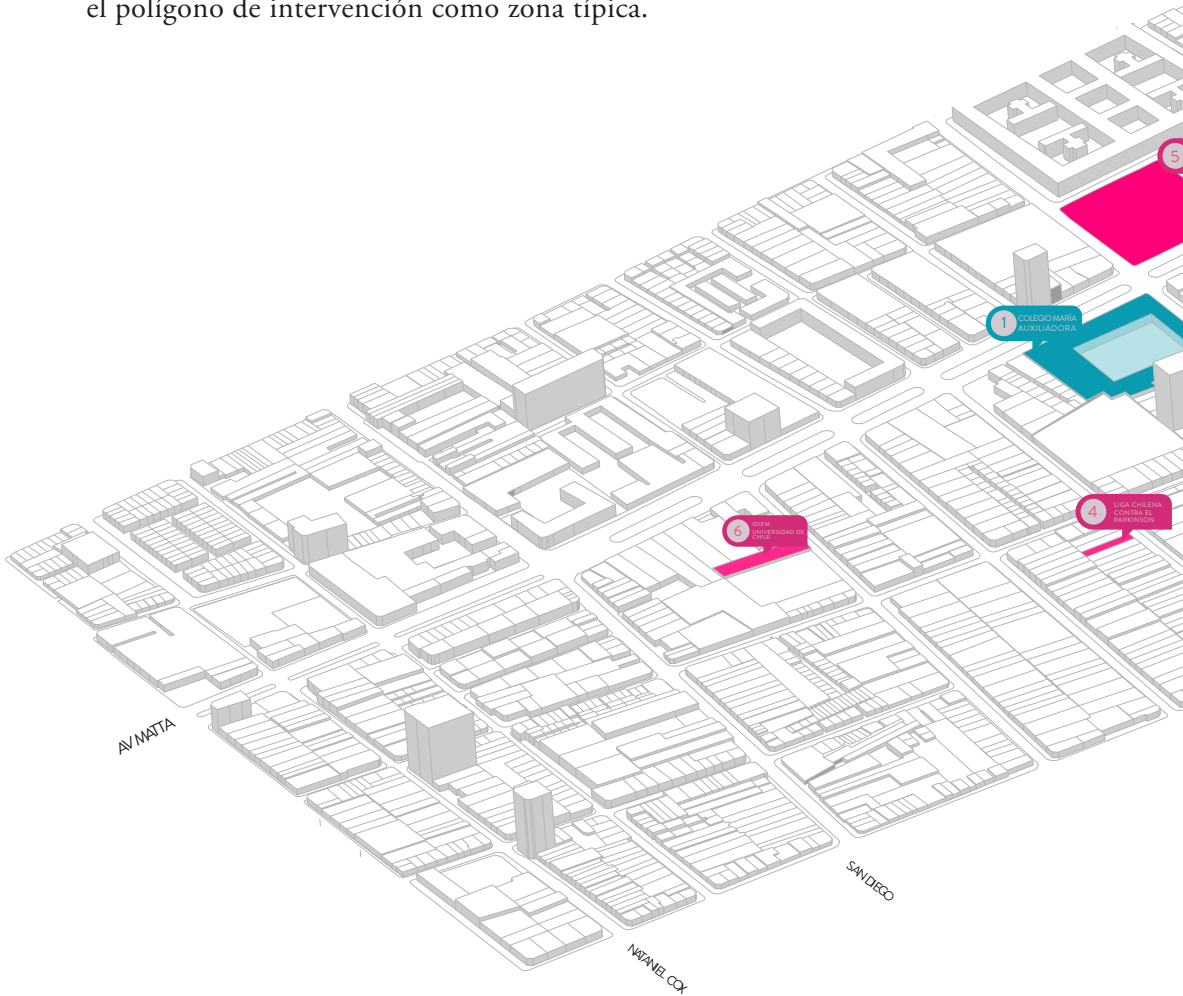 el polígono de intervención como zona típica.
5
1
COLEGIO MARÍA
AUXILIADORA
4
LIGA CHILENA
CONTRA EL
PARKINSON
6
IDIEM
UNIVERSIDAD DE
CHILE
AV MATTA
SAN DIEGO
NATANIEL COX